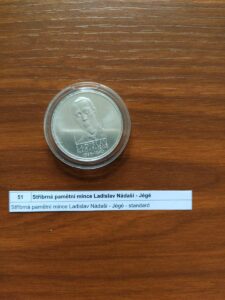 51 Stříbrná pamětní mince Ladislav Nádaši - Jégé
Stříbrná pamětní mince Ladislav Nádaši - Jégé - standard